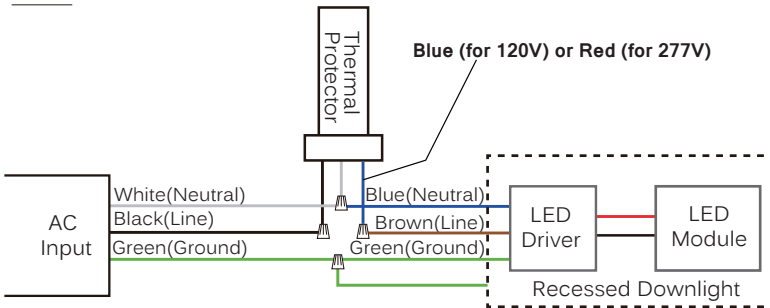 Thermal
Protector
Blue (for 120V) or Red (for 277V)
White(Neutral)
Blue(Neutral)
AC
Input
Black(Line)
Brown(Line)
LED
Driver
LED
Module
Green(Ground)
Green(Ground)
Recessed Downlight